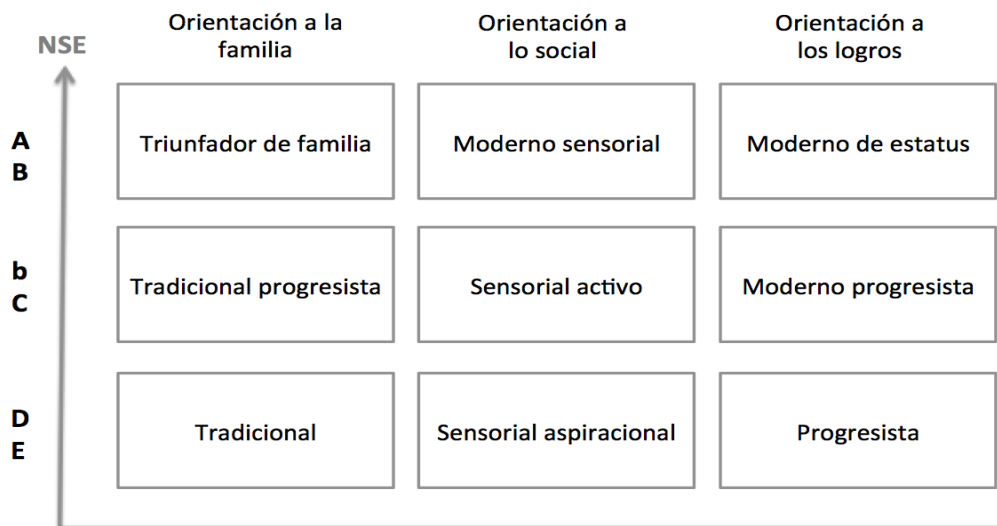 NSE
Orientación a la
familia
Orientación a
lo social
Orientación a
los logros
A
B
Triunfador de familia
Moderno sensorial
Moderno de estatus
b
C
Tradicional progresista
Sensorial activo
Moderno progresista
D
E
Tradicional
Sensorial aspiracional
Progresista